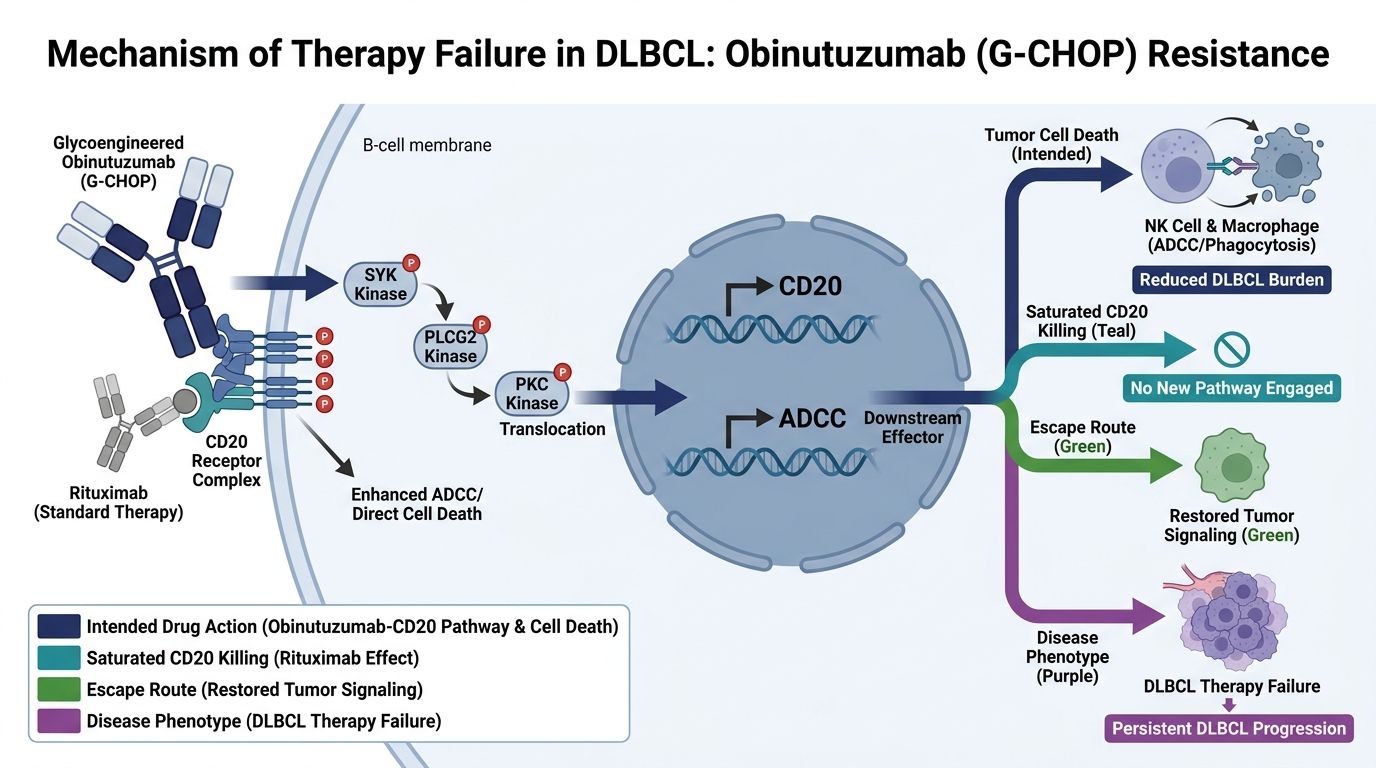 Mechanism of Therapy Failure in DLBCL: Obinutuzumab (G-CHOP) Resistance
Glycoengineered
Obinutuzumab
(G-CHOP)
B-cell membrane
SYK
Kinase
P
PLCG2
Kinase
P
PKC
Kinase
P
Translocation
P
P
P
P
CD20
Receptor
Complex
Rituximab
(Standard Therapy)
Enhanced ADCC/
Direct Cell Death
CD20
ADCC
Downstream
Effector
Tumor Cell Death
(Intended)
NK Cell & Macrophage
(ADCC/Phagocytosis)
Reduced DLBCL Burden
Saturated CD20
Killing (Teal)
No New Pathway Engaged
Escape Route
(Green)
Restored Tumor
Signaling (Green)
Disease
Phenotype
(Purple)
DLBCL Therapy Failure
Persistent DLBCL Progression
Intended Drug Action (Obinutuzumab-CD20 Pathway & Cell Death)
Saturated CD20 Killing (Rituximab Effect)
Escape Route (Restored Tumor Signaling)
Disease Phenotype (DLBCL Therapy Failure)